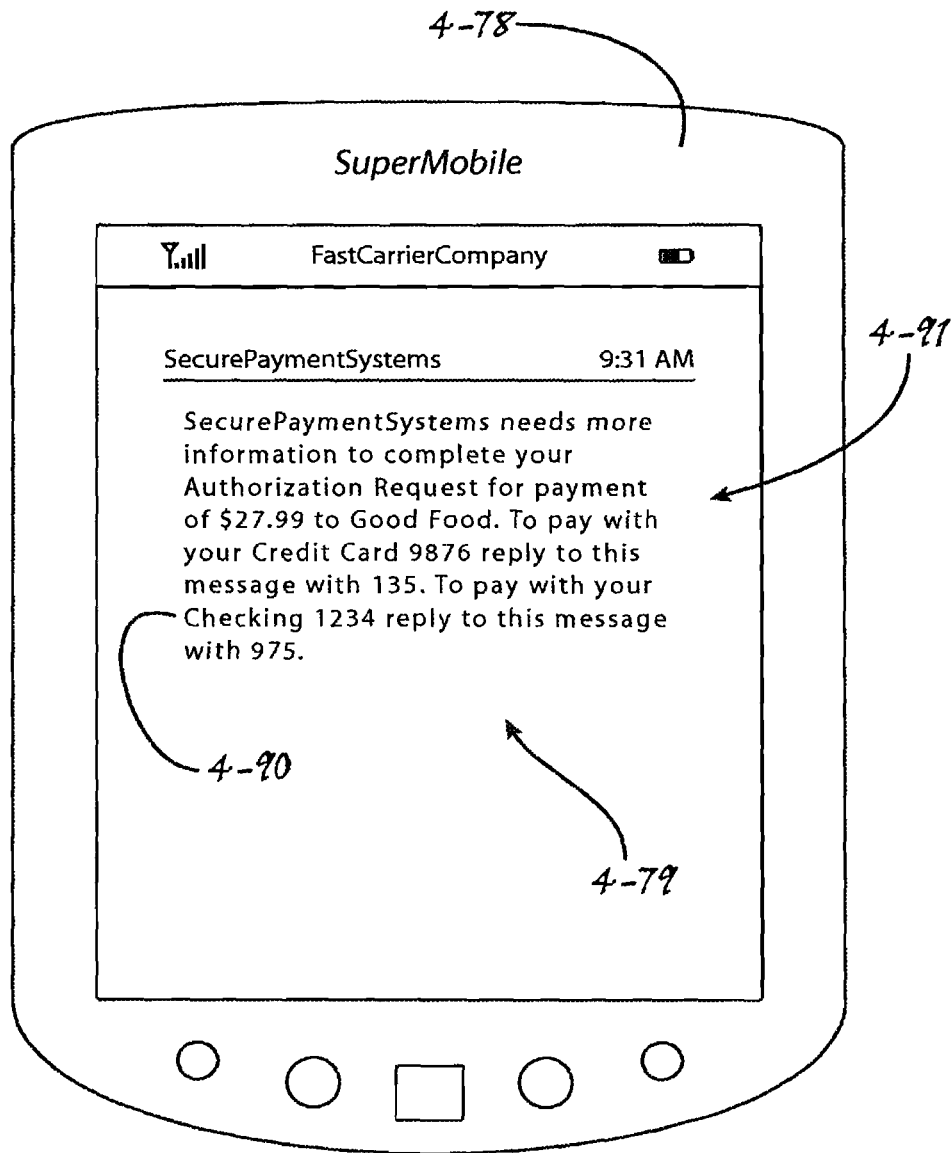 4-78
SuperMobile
FastCarrierCompany
4-91
SecurePaymentSystems 9:31 AM
SecurePaymentSystems needs more
information to complete your
Authorization Request for payment
of $27.99 to Good Food. To pay with
your Credit Card 9876 reply to this
message with 135. To pay with your
Checking 1234 reply to this message
with 975.
4-90
4-79